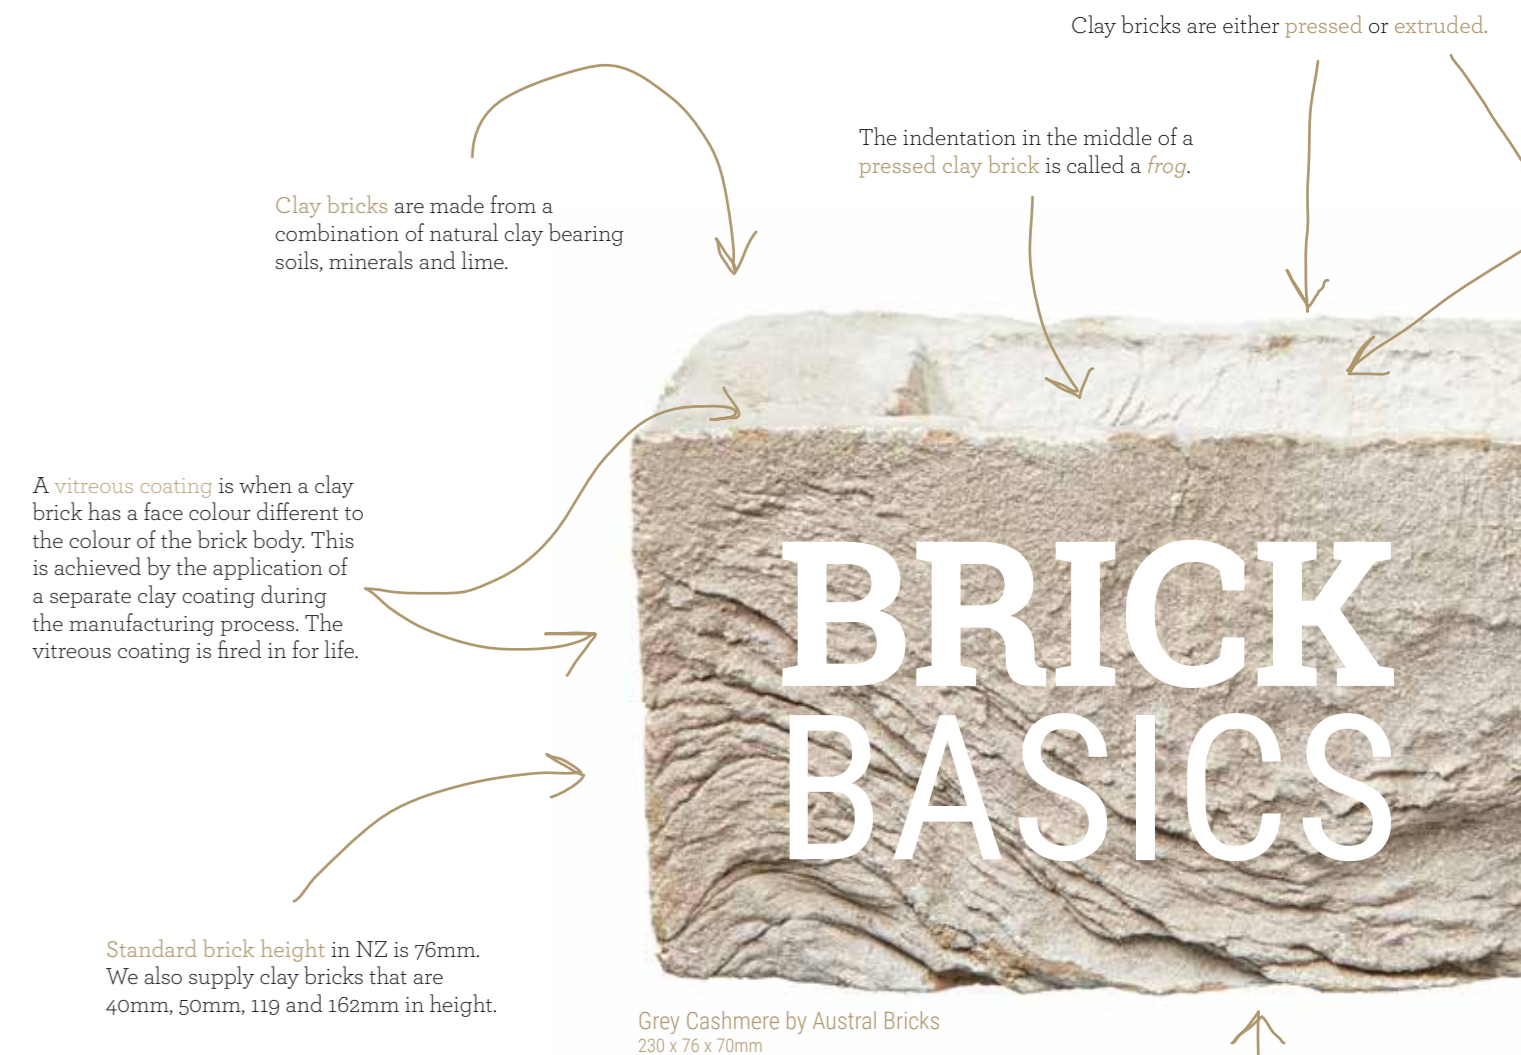 Clay bricks are either pressed or extruded.
The indentation in the middle of a
pressed clay brick is called a frog.
Clay bricks are made from a
combination of natural clay bearing
soils, minerals and lime.
A vitreous coating is when a clay
brick has a face colour different to
the colour of the brick body. This
is achieved by the application of
a separate clay coating during
the manufacturing process. The
vitreous coating is fired in for life.
BRICK
BASICS
Standard brick height in NZ is 76mm.
We also supply clay bricks that are
40mm, 50mm, 119 and 162mm in height.
Grey Cashmere by Austral Bricks
230 x 76 x 70mm